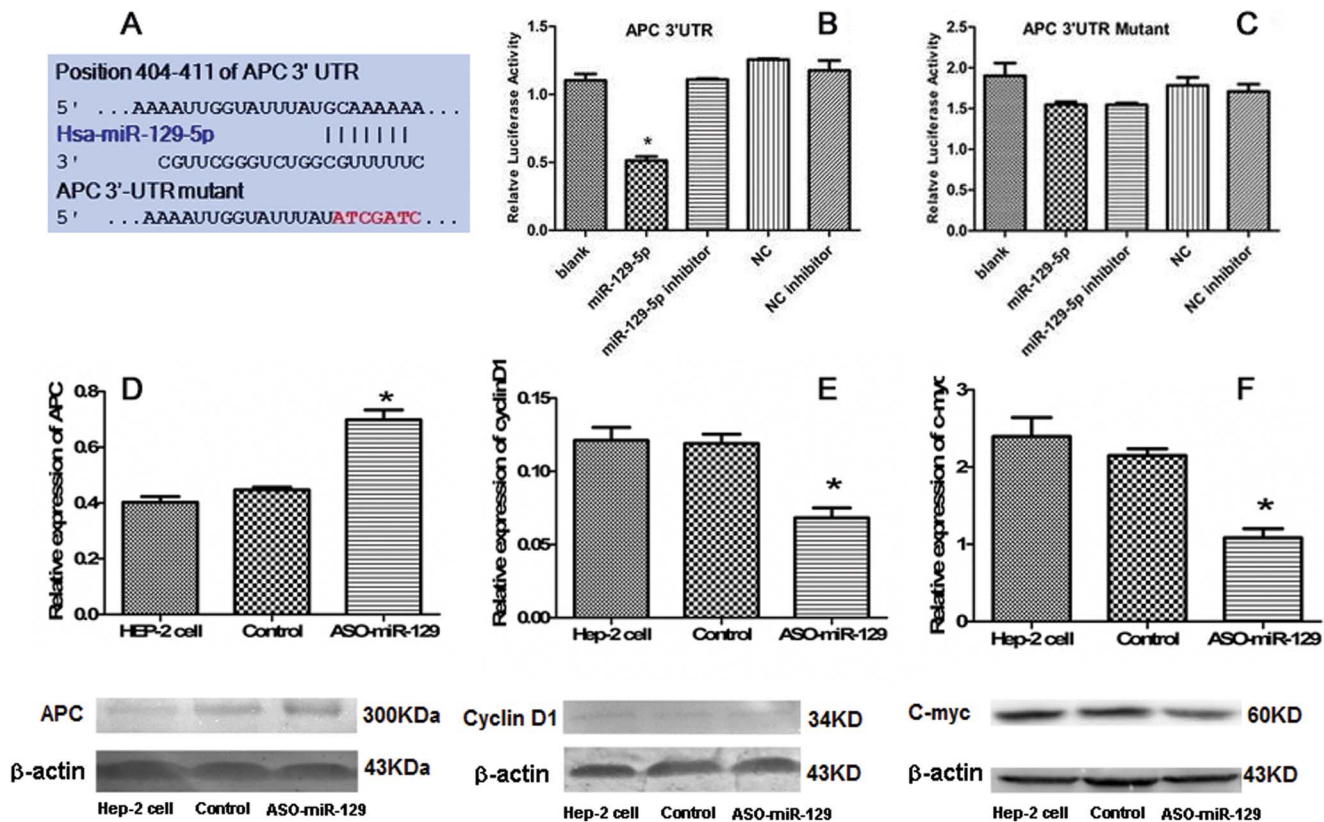 A
Position 404-411 of APC 3' UTR
5' ...AAAAUUGGUAUUUAUGCAAAAAA...
Hsa-miR-129-5p
3' CGUUCGGGUCUGGCGUUUUUC
APC 3'-UTR mutant
5' ...AAAAUUGGUAUUUAUATCGATC...
APC 3'UTR
B
Relatve Luciferase Activity
1.5
1.0
0.5
0.0
*
blank
miR-129-5p
miR-129-5p inhibitor
NC
NC inhibitor
APC 3'UTR Mutant
C
Relatve Luciferase Activity
2.5
2.0
1.5
1.0
0.5
0.0
blank
miR-129-5p
miR-129-5p inhibitor
NC
NC inhibitor
D
Relative expression of APC
0.8
0.6
0.4
0.2
0.0
*
HEP-2 cell
Control
ASO-miR-129
E
Relative expression of cyclinD1
0.15
0.10
0.05
0.00
*
Hep-2 cell
Control
ASO-miR-129
F
Relative expression of c-myc
3
2
1
0
*
Hep-2 cell
Control
ASO-miR-129
APC
300KDa
β-actin
43KDa
Hep-2 cell
Control
ASO-miR-129
Cyclin D1
34KD
β-actin
43KD
Hep-2 cell
Control
ASO-miR-129
C-myc
60KD
β-actin
43KD
Hep-2 cell
Control
ASO-miR-129